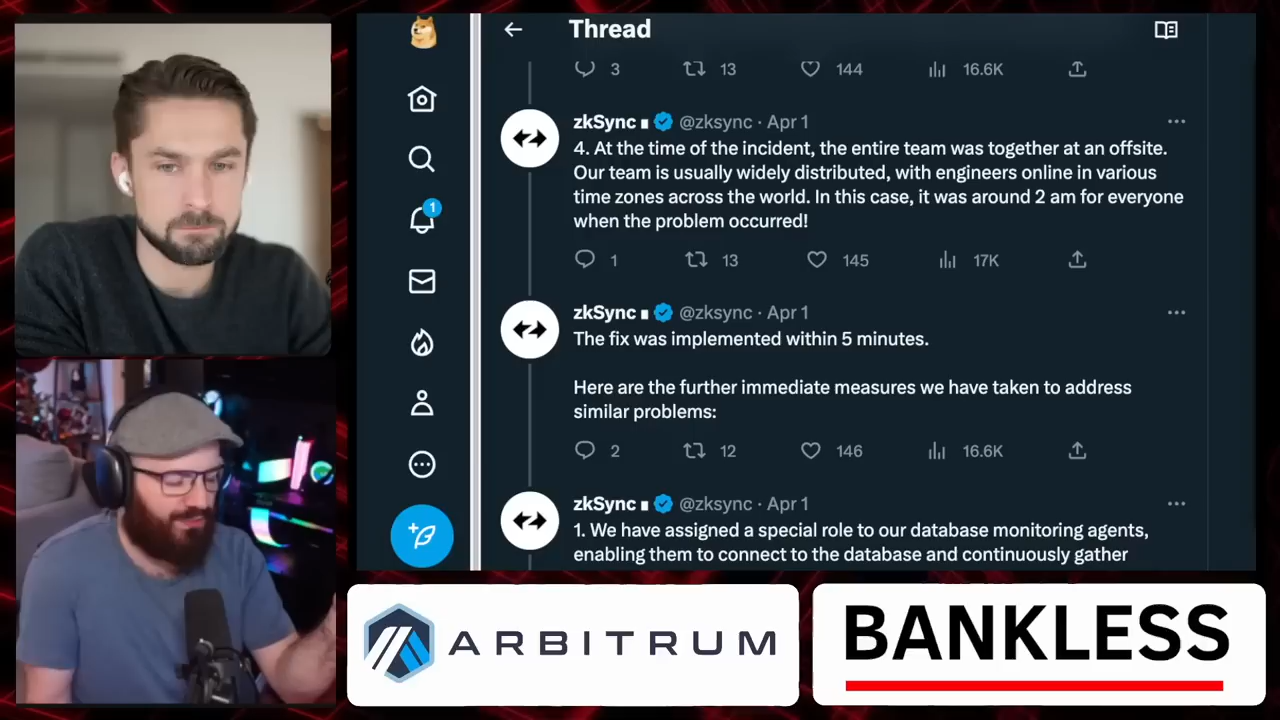 Thread
3 13 144 16.6K
zkSync @zksync · Apr 1
4. At the time of the incident, the entire team was together at an offsite.
Our team is usually widely distributed, with engineers online in various
time zones across the world. In this case, it was around 2 am for everyone
when the problem occurred!
1 13 145 17K
zkSync @zksync · Apr 1
The fix was implemented within 5 minutes.
Here are the further immediate measures we have taken to address
similar problems:
2 12 146 16.6K
zkSync @zksync · Apr 1
1. We have assigned a special role to our database monitoring agents,
enabling them to connect to the database and continuously gather
1
ARBITRUM
BANKLESS